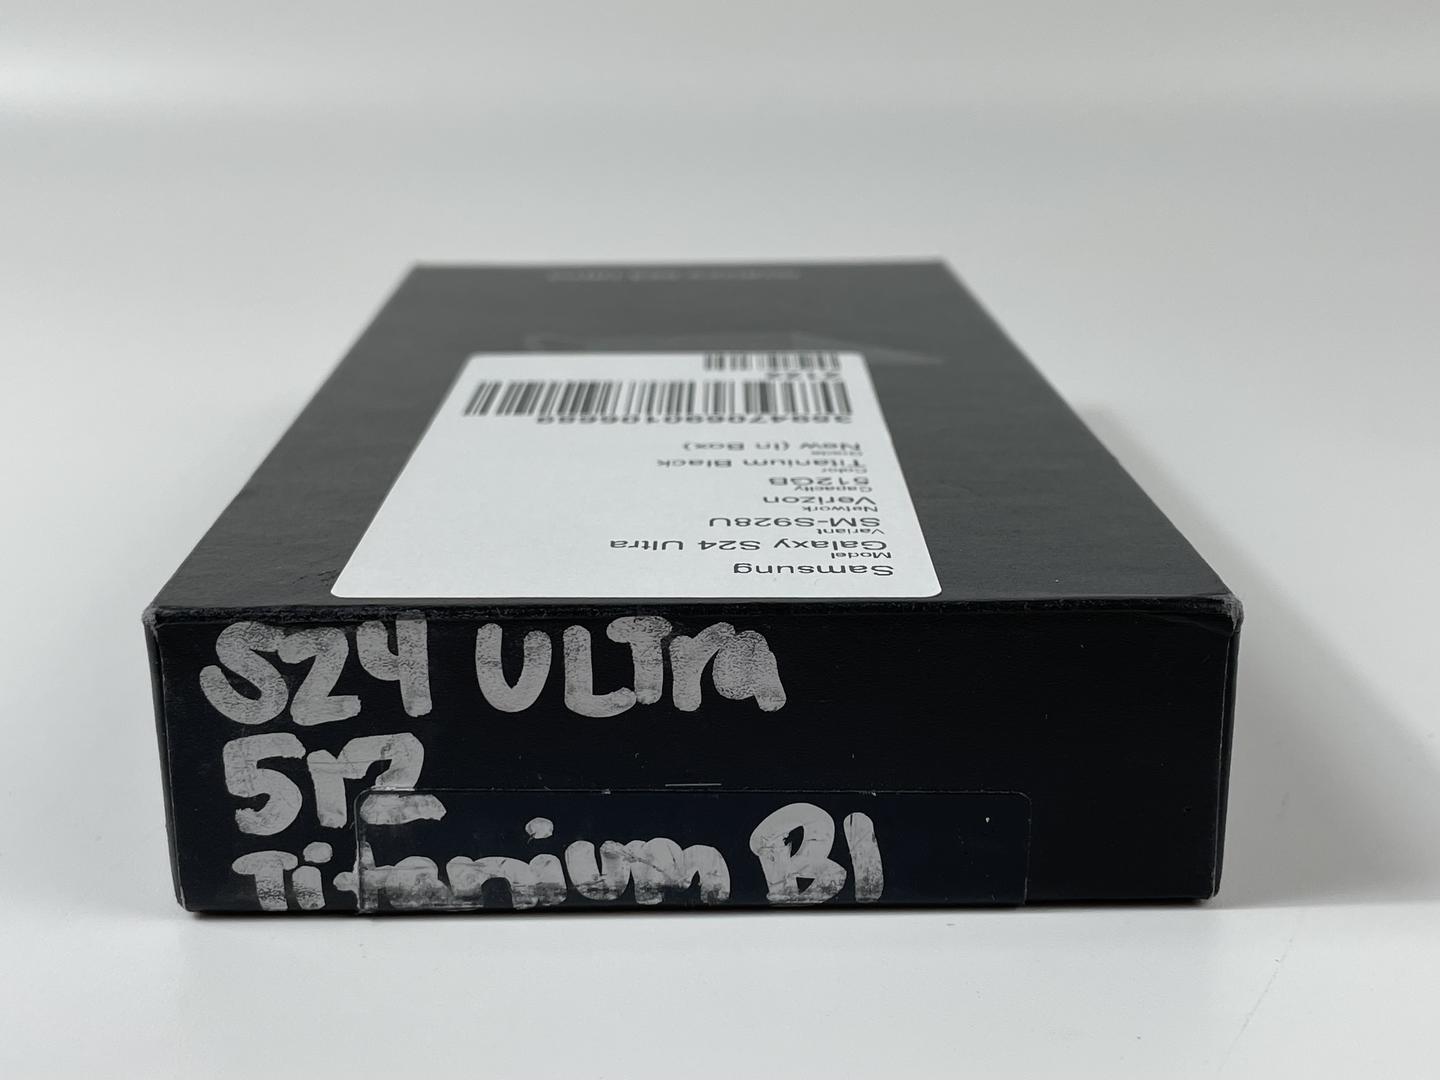 Samsung
Model
Galaxy S24 Ultra
Variant
SM-S928U
Network
Verizon
Capacity
512GB
Color
Titanium Black
Grade
New (In Box)
S24 ULTra
512
Titanium Bl